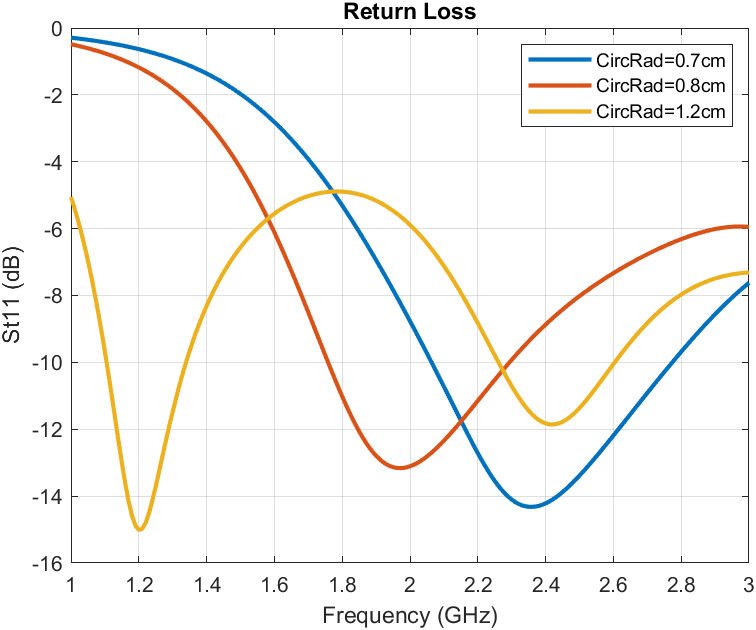 Return Loss
CircRad=0.7cm
CircRad=0.8cm
CircRad=1.2cm
0
-2
-4
-6
-8
-10
-12
-14
-16
St11 (dB)
1 1.2 1.4 1.6 1.8 2 2.2 2.4 2.6 2.8 3
Frequency (GHz)